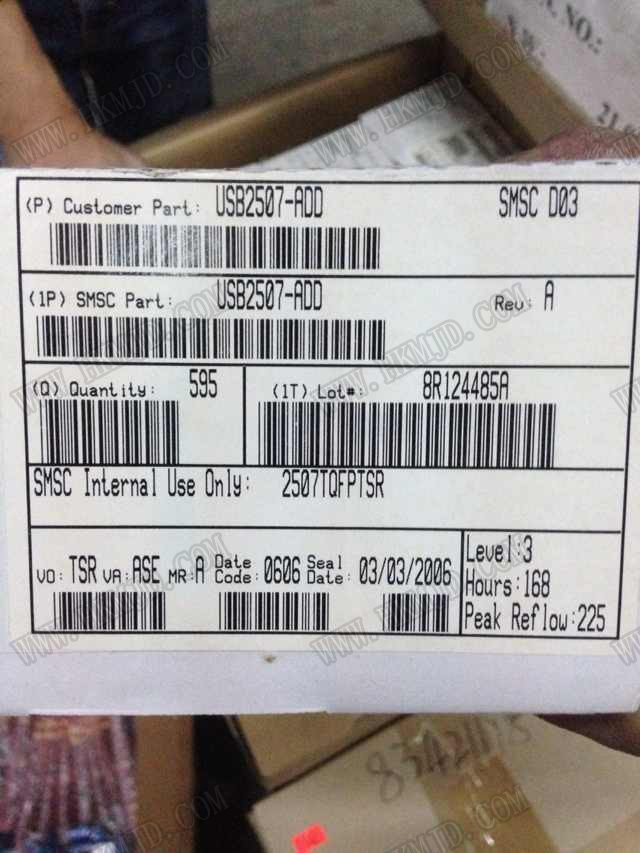 (P) Customer Part: USB2507-ADD SMSC D03
(1P) SMSC Part: USB2507-ADD Rev: A
(Q) Quantity: 595 (1T) Lot#: 8R124485A
SMSC Internal Use Only: 2507TQFPTSR
VO: TSR VA: ASE MR: A Date Code: 0606 Seal Date: 03/03/2006
Level:3
Hours:168
Peak Reflow:225
WWW.HKMJD.COM